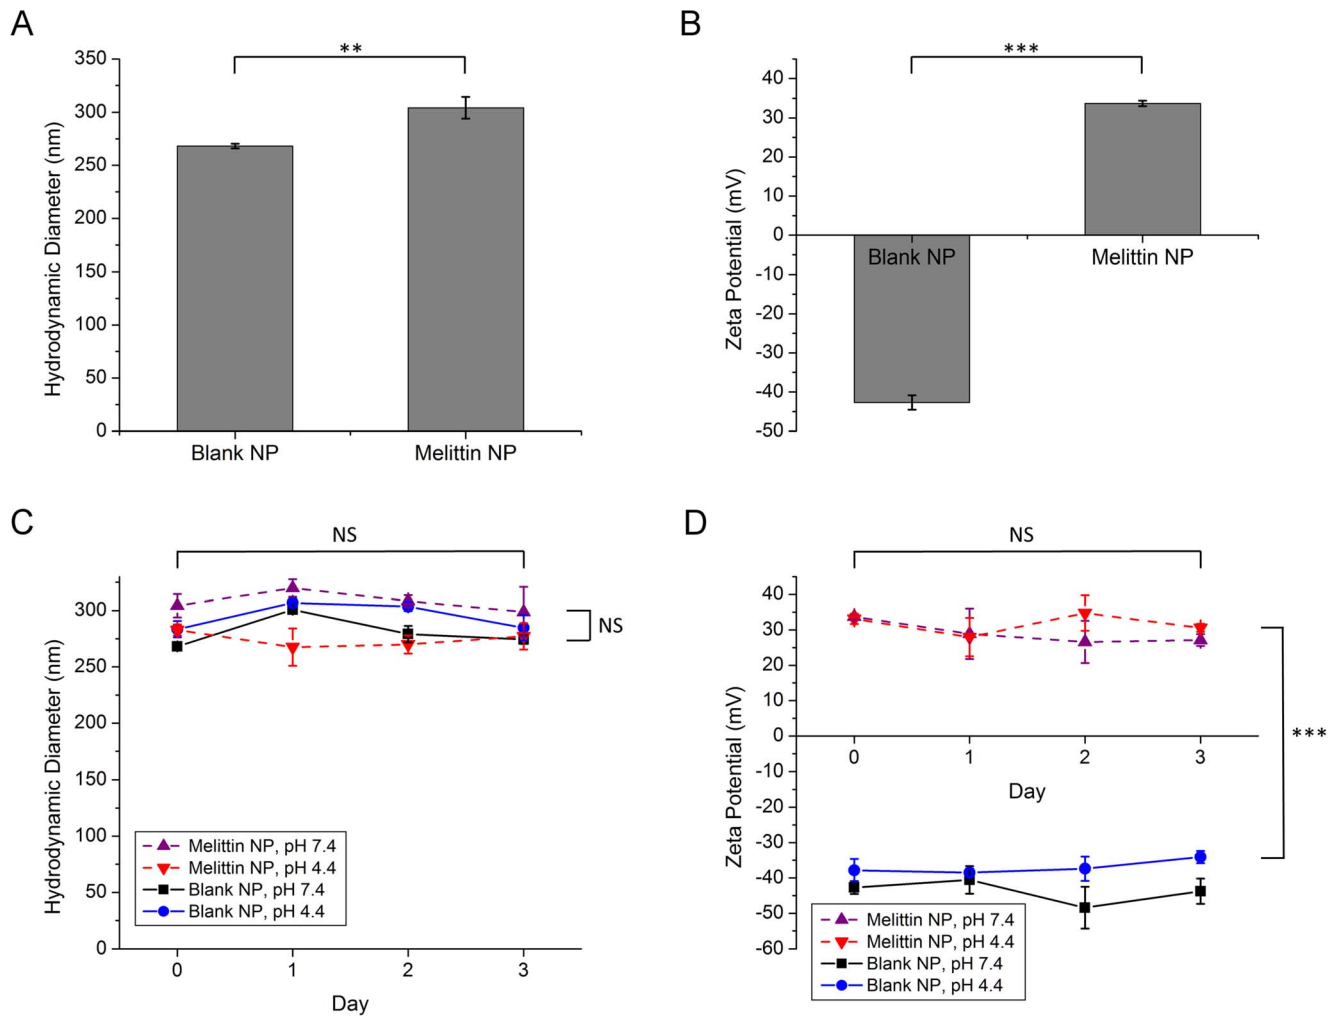 A
**
350
300
250
200
150
100
50
0
Hydrodynamic Diameter (nm)
Blank NP
Melittin NP
B
***
40
30
20
10
0
-10
-20
-30
-40
-50
Zeta Potential (mV)
Blank NP
Melittin NP
C
NS
300
250
200
150
100
50
0
Hydrodynamic Diameter (nm)
NS
Melittin NP, pH 7.4
Melittin NP, pH 4.4
Blank NP, pH 7.4
Blank NP, pH 4.4
0 1 2 3
Day
D
NS
40
30
20
10
0
-10
-20
-30
-40
-50
-60
Zeta Potential (mV)
0 1 2 3
Day
***
Melittin NP, pH 7.4
Melittin NP, pH 4.4
Blank NP, pH 7.4
Blank NP, pH 4.4